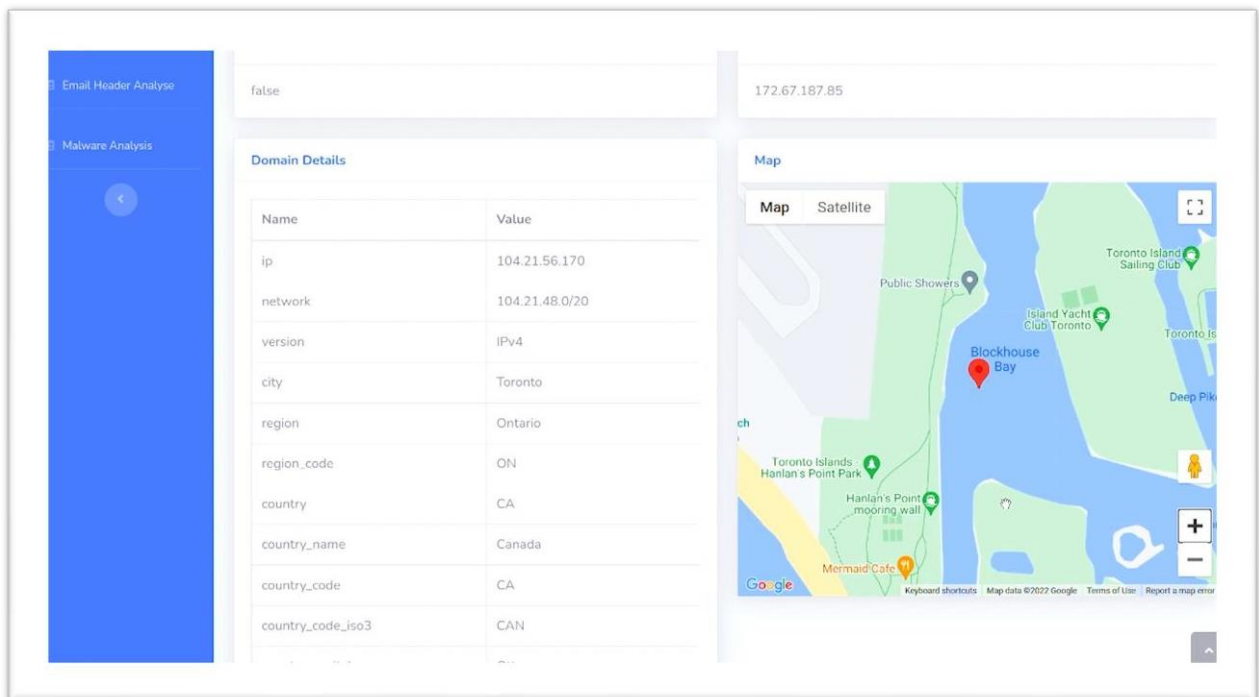 Email Header Analyse
Malware Analysis
false
172.67.187.85
Domain Details
Name Value
ip 104.21.56.170
network 104.21.48.0/20
version IPv4
city Toronto
region Ontario
region_code ON
country CA
country_name Canada
country_code CA
country_code_iso3 CAN
Map
Map Satellite
Toronto Island
Sailing Club
Public Showers
Island Yacht
Club Toronto
Toronto Is
Blockhouse
Bay
Deep Pik
ch
Toronto Islands -
Hanlan's Point Park
Hanlan's Point
mooring wall
Mermaid Cafe
Google
Keyboard shortcuts Map data ©2022 Google Terms of Use Report a map error